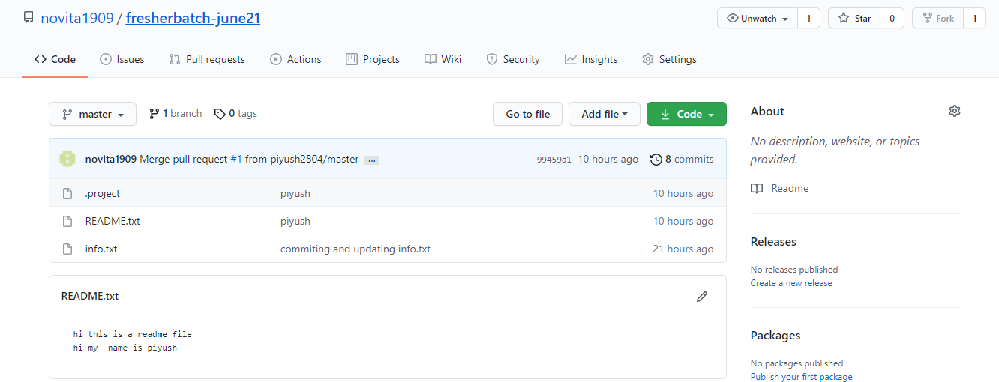 novita1909 / fresherbatch-june21
Unwatch 1 Star 0 Fork 1
Code Issues Pull requests Actions Projects Wiki Security Insights Settings
master 1 branch 0 tags Go to file Add file Code
novita1909 Merge pull request #1 from piyush2804/master ... 99459d1 10 hours ago 8 commits
.project piyush 10 hours ago
README.txt piyush 10 hours ago
info.txt commiting and updating info.txt 21 hours ago
README.txt
hi this is a readme file
hi my  name is piyush
About
No description, website, or topics
provided.
Readme
Releases
No releases published
Create a new release
Packages
No packages published
Publish your first package